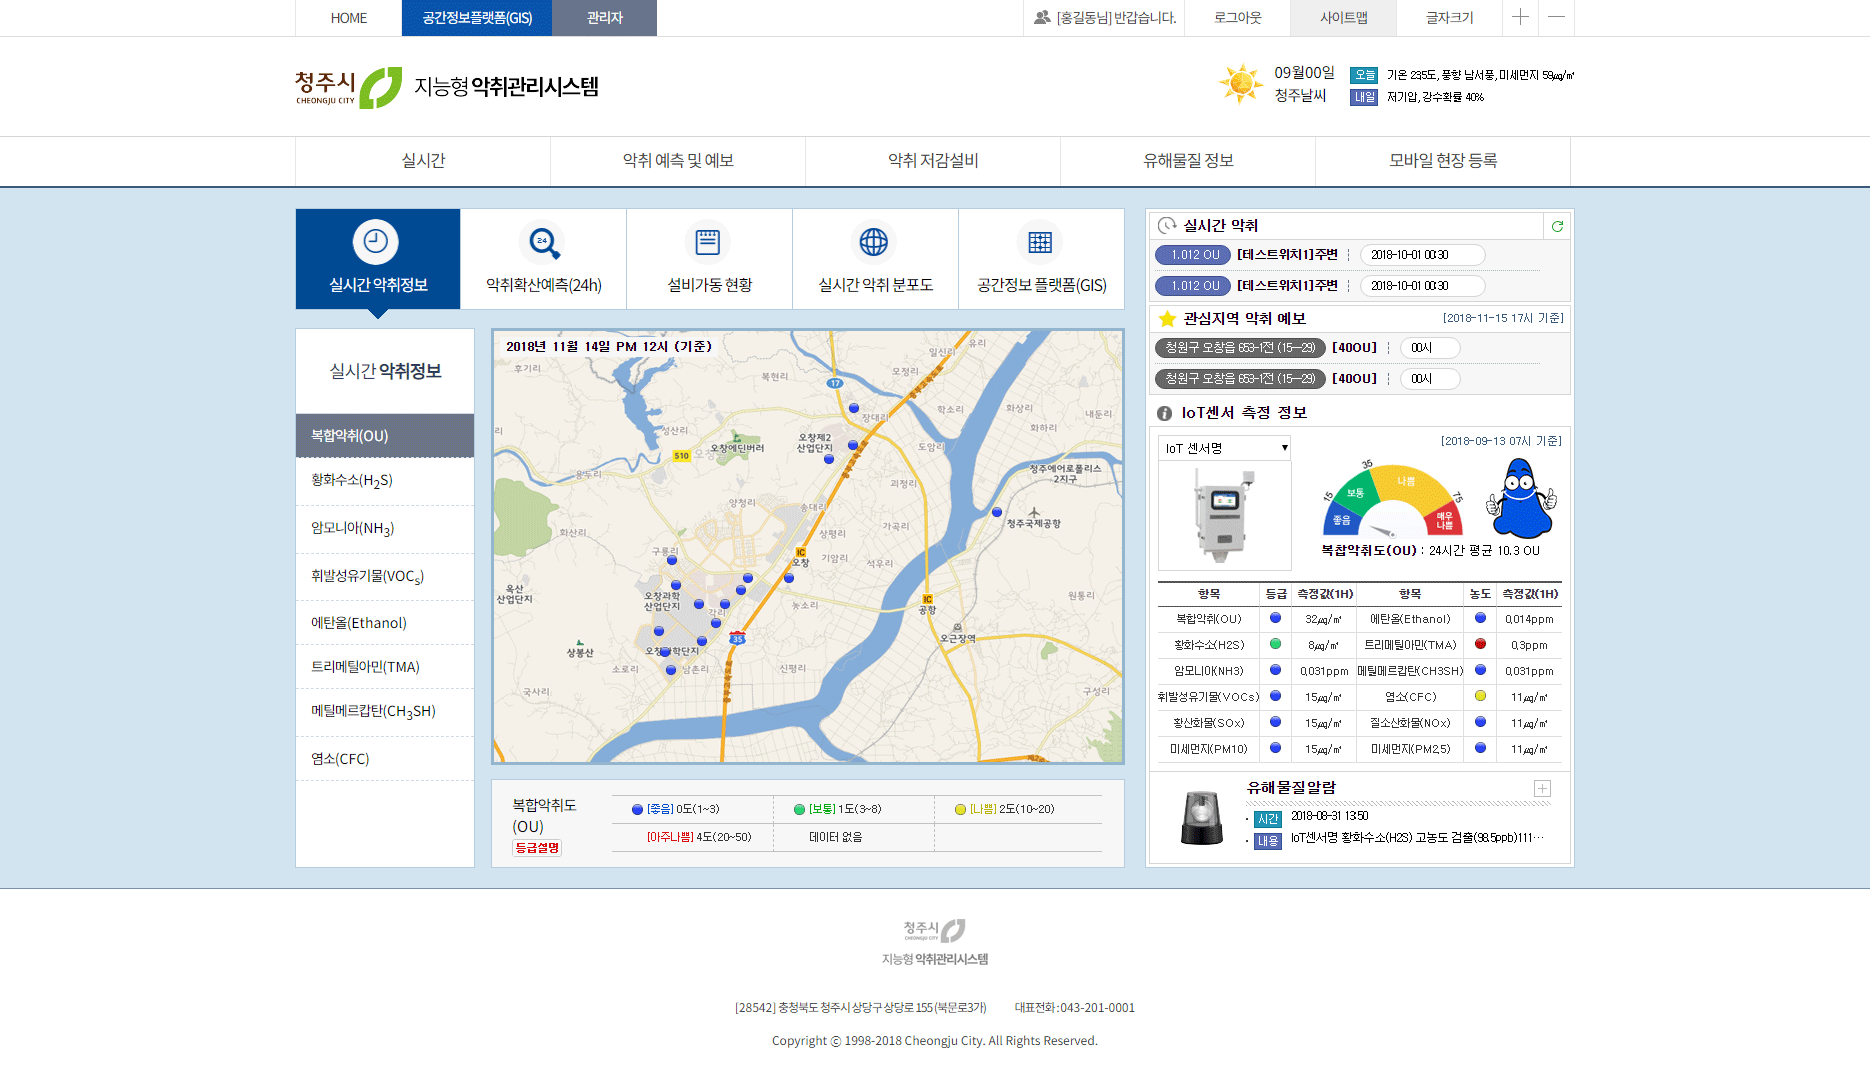 HOME
공간정보플랫폼(GIS)
관리자
[홍길동님] 반갑습니다.
로그아웃
사이트맵
글자크기
청주시
CHEONGJU CITY
지능형 악취관리시스템
09월00일
청주날씨
오늘 기온 23.5도, 풍향 남서풍, 미세먼지 59㎍/㎥
내일 저기압, 강수확률 40%
실시간
악취 예측 및 예보
악취 저감설비
유해물질 정보
모바일 현장 등록
실시간 악취정보
24
악취확산예측(24h)
설비가동 현황
실시간 악취 분포도
공간정보 플랫폼(GIS)
실시간 악취정보
복합악취(OU)
황화수소(H2S)
암모니아(NH3)
휘발성유기물(VOCs)
에탄올(Ethanol)
트리메틸아민(TMA)
메틸메르캅탄(CH3SH)
염소(CFC)
2018년 11월 14일 PM 12시 (기준)
유리
일신리
후기리
복현리
모정리
17
학소리
화상리
내둔리
장대리
화하리
성산리
오창에딘버러
오창제2
산업단지
도암리
510
청주에어로폴리스
2지구
괴정리
양청리
송대리
화산리
상평리
가곡리
청주국제공항
구룡리
IC
오창
기암리
석우리
옥산
산업단지
오창과학
산업단지
각리
농소리
IC
공항
원통리
35
오근장역
상봉산
소로리
남촌리
신평리
국사리
구성리
복합악취도
(OU)
등급설명
[좋음] 0도(1~3)
[보통] 1도(3~8)
[나쁨] 2도(10~20)
[아주나쁨] 4도(20~50)
데이터 없음
실시간 악취
1.012 OU [테스트위치1]주변 2018-10-01 00:30
1.012 OU [테스트위치1]주변 2018-10-01 00:30
관심지역 악취 예보 [2018-11-15 17시 기준]
청원구 오창읍 653-1전 (15—29) [40OU] 00시
청원구 오창읍 653-1전 (15—29) [40OU] 00시
IoT센서 측정 정보
[2018-09-13 07시 기준]
IoT 센서명
15
35
75
좋음
보통
나쁨
매우
나쁨
복찹악취도(OU) : 24시간 평균 10.3 OU
항목 등급 측정값(1H) 항목 농도 측정값(1H)
복합악취(OU) 32㎍/㎥ 에탄올(Ethanol) 0.014ppm
황화수소(H2S) 8㎍/㎥ 트리메틸아민(TMA) 0.3ppm
암모니아(NH3) 0.031ppm 메틸메르캅탄(CH3SH) 0.031ppm
휘발성유기물(VOCs) 15㎍/㎥ 염소(CFC) 11㎍/㎥
황산화물(SOx) 15㎍/㎥ 질소산화물(NOx) 11㎍/㎥
미세먼지(PM10) 15㎍/㎥ 미세먼지(PM2.5) 11㎍/㎥
유해물질알람
시간 2018-08-31 13:50
내용 IoT센서명 황화수소(H2S) 고농도 검출(98.5ppb)111…
청주시
CHEONGJU CITY
지능형 악취관리시스템
[28542] 충청북도 청주시 상당구 상당로 155 (북문로3가) 대표전화 : 043-201-0001
Copyright ⓒ 1998-2018 Cheongju City. All Rights Reserved.